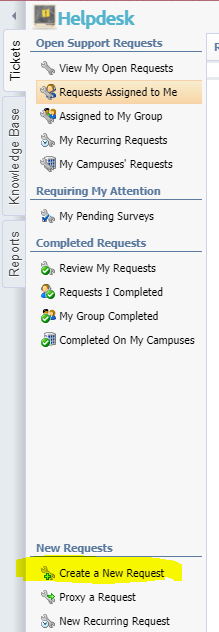 Helpdesk
Tickets
Knowledge Base
Reports
Open Support Requests
View My Open Requests
Requests Assigned to Me
Assigned to My Group
My Recurring Requests
My Campuses' Requests
Requiring My Attention
My Pending Surveys
Completed Requests
Review My Requests
Requests I Completed
My Group Completed
Completed On My Campuses
New Requests
Create a New Request
Proxy a Request
New Recurring Request
R